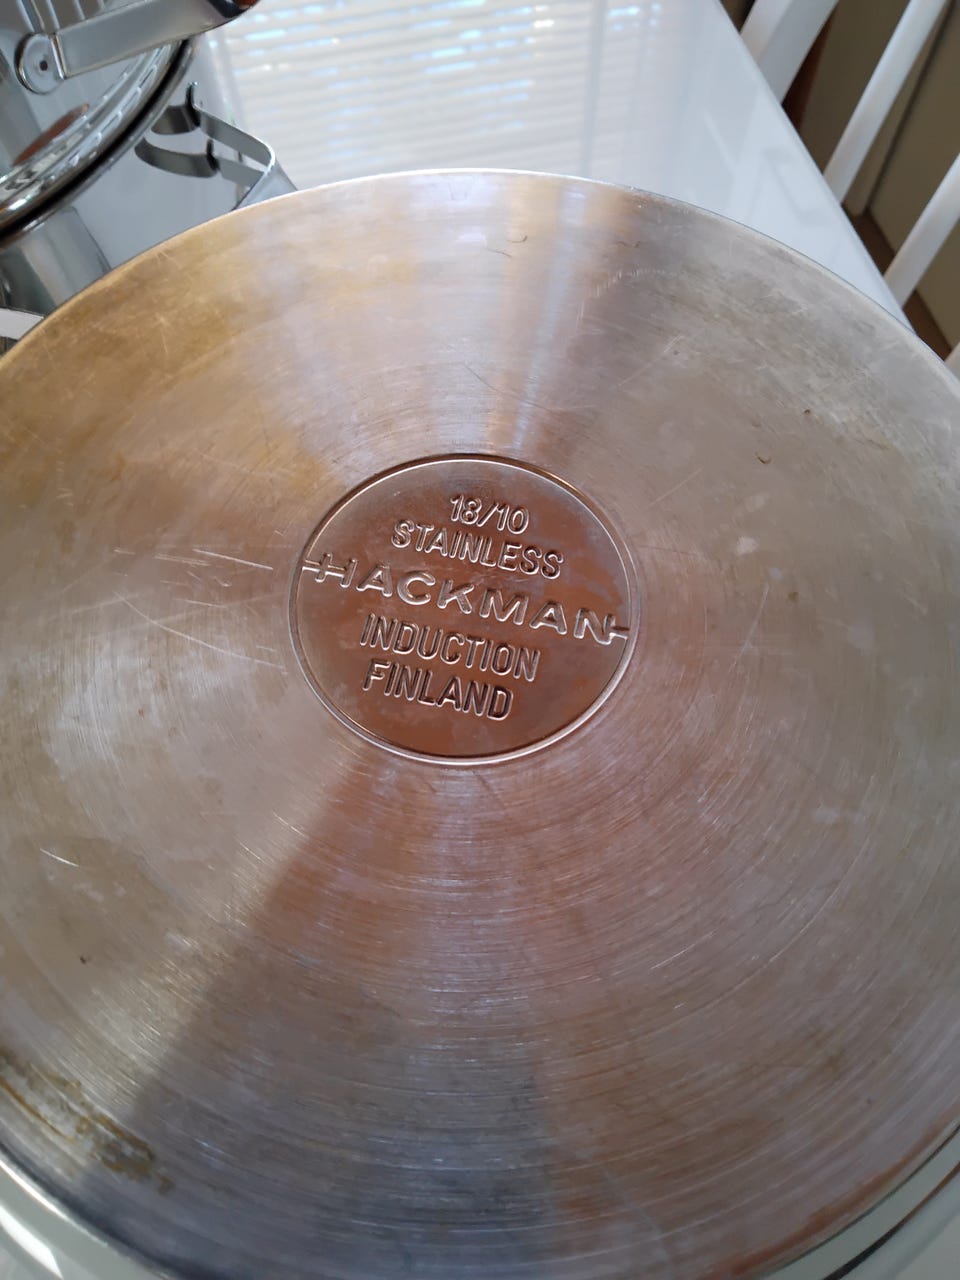 18/10
STAINLESS
HACKMAN
INDUCTION
FINLAND